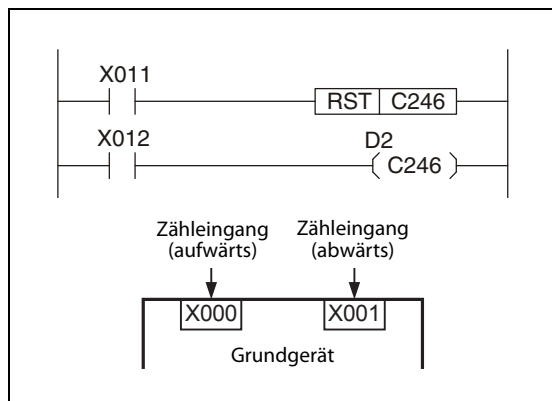 X011
RST C246
X012
D2
C246
Zähleingang (aufwärts)
Zähleingang (abwärts)
X000
X001
Grundgerät